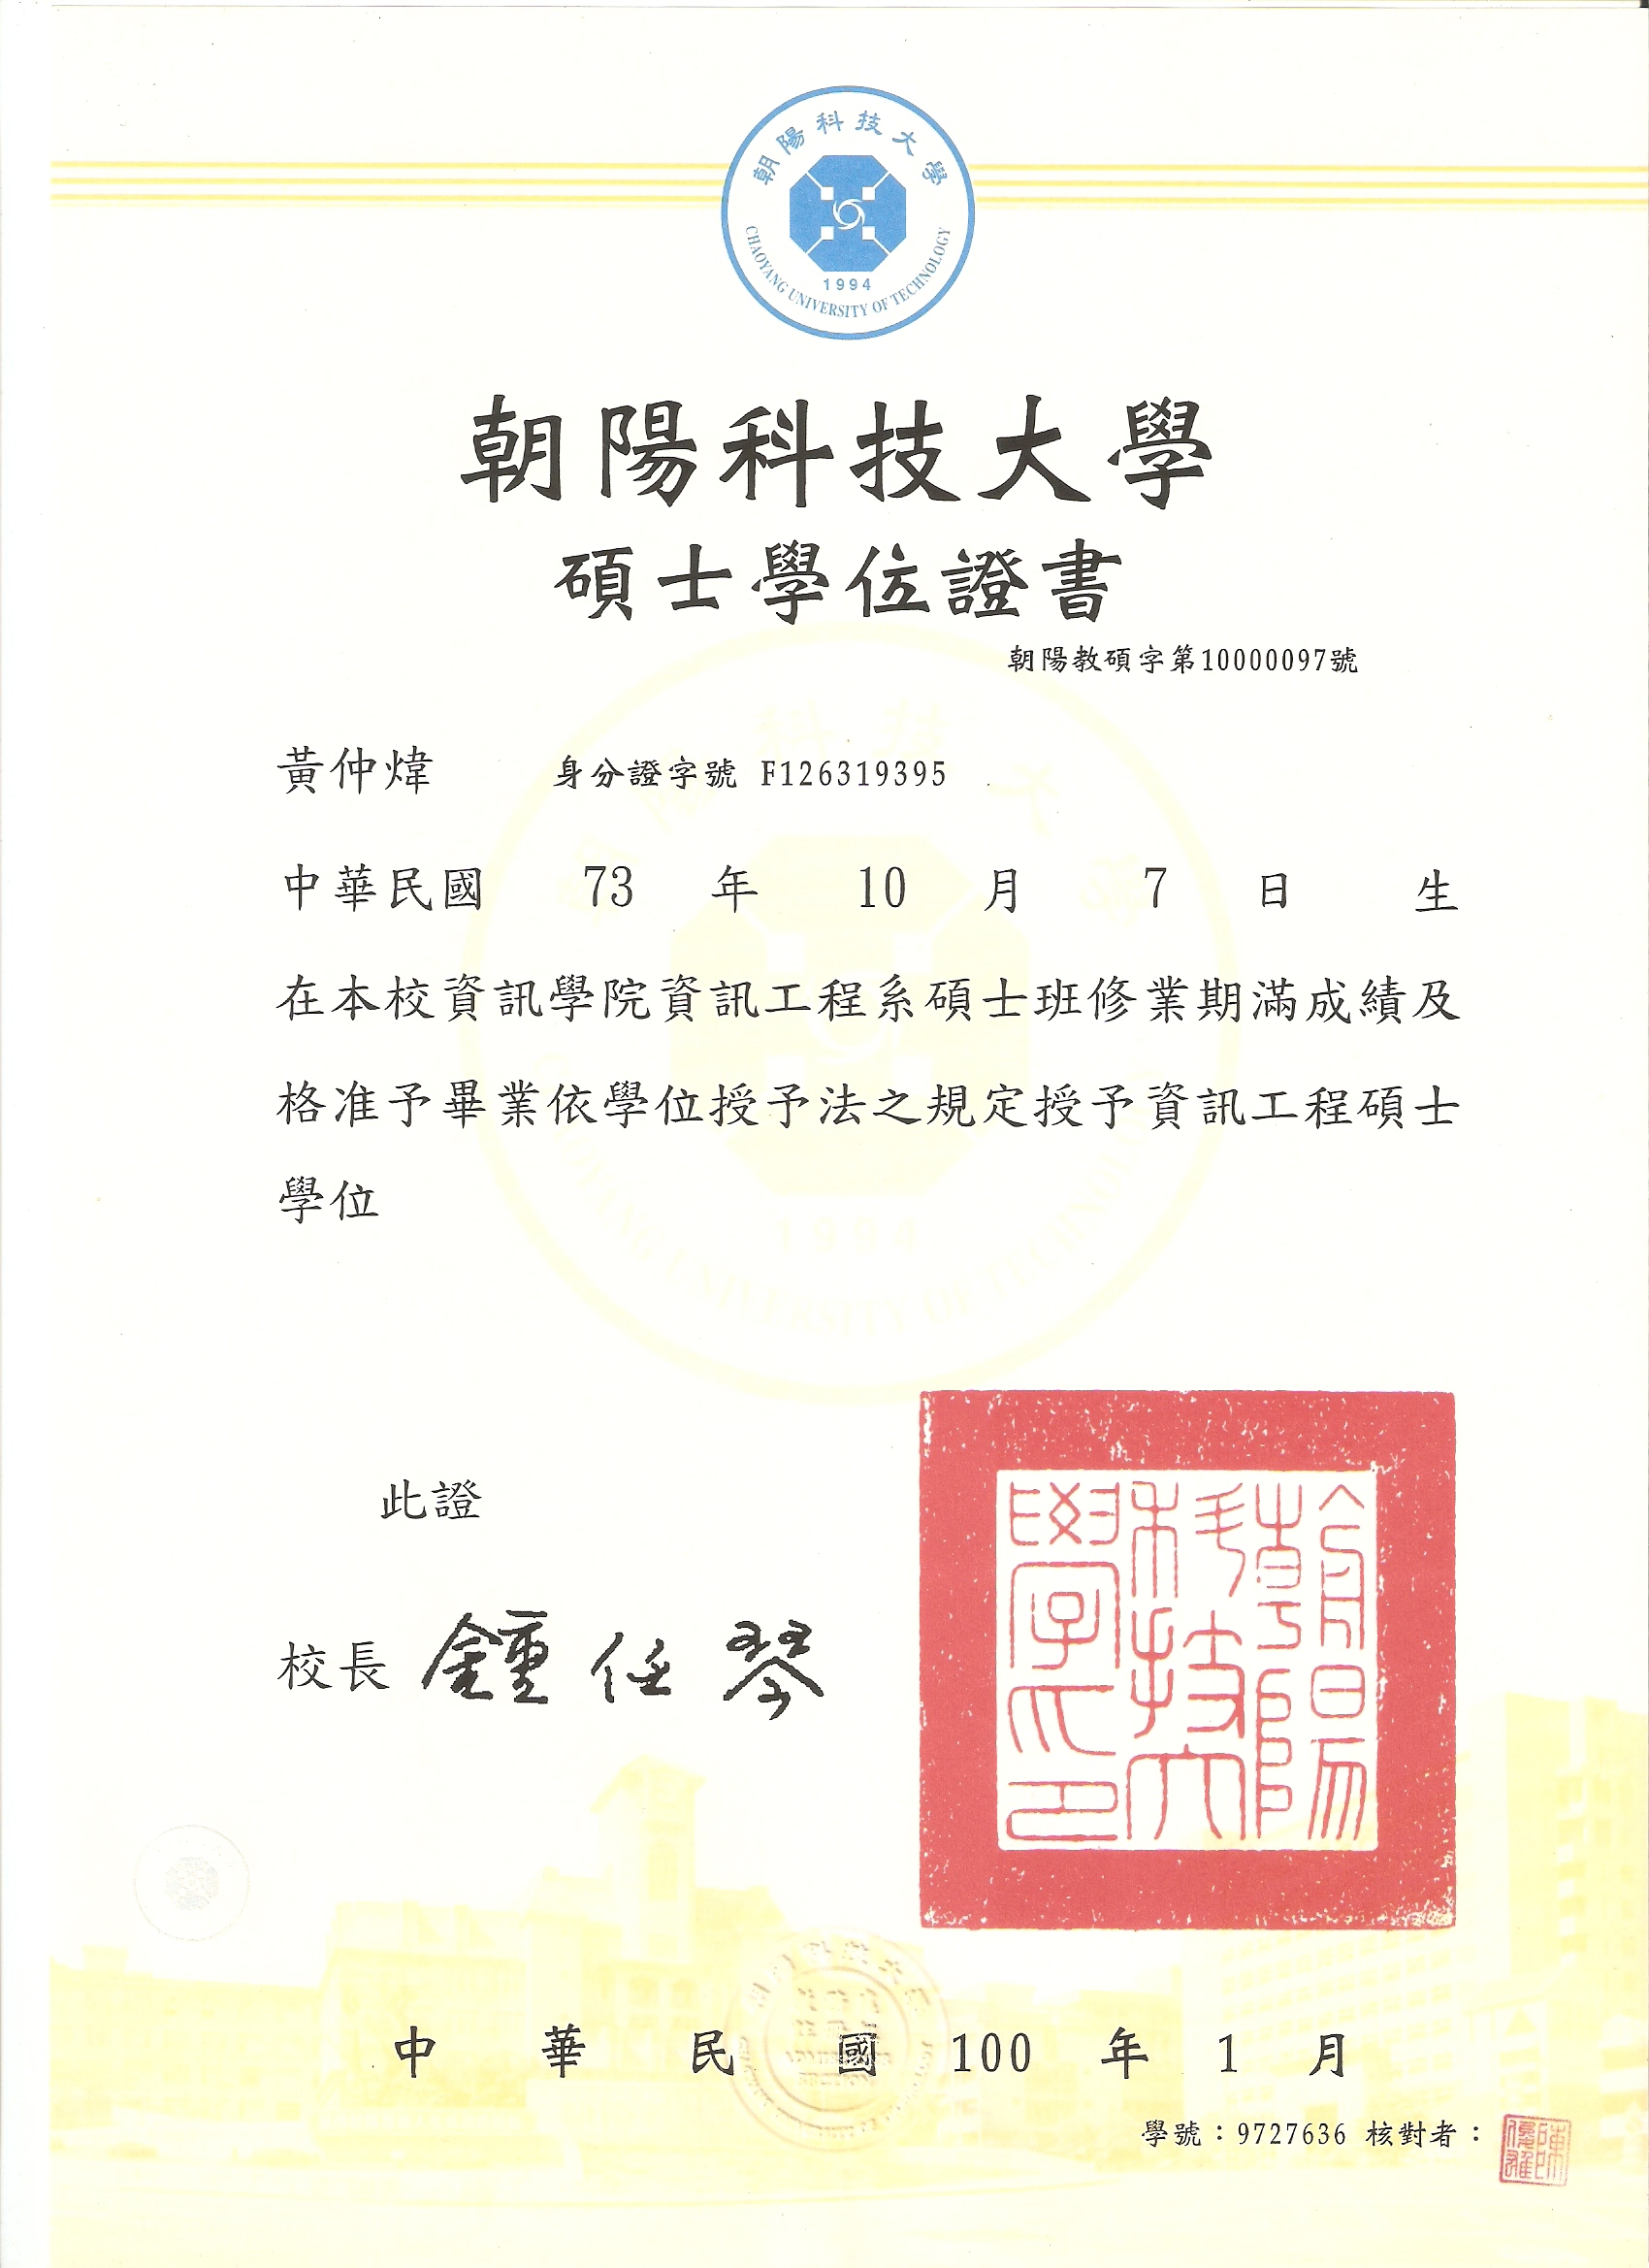 朝陽科技大學
1994
CHAOYANG UNIVERSITY OF TECHNOLOGY
朝陽科技大學
碩士學位證書
朝陽教碩字第10000097號
黃仲煒 身分證字號 F126319395
中華民國 73 年 10 月 7 日 生
在本校資訊學院資訊工程系碩士班修業期滿成績及
格准予畢業依學位授予法之規定授予資訊工程碩士
學位
此證
校長 鍾任琴
朝陽科技大學印
中華民國 100 年 1 月
學號：9727636 核對者：